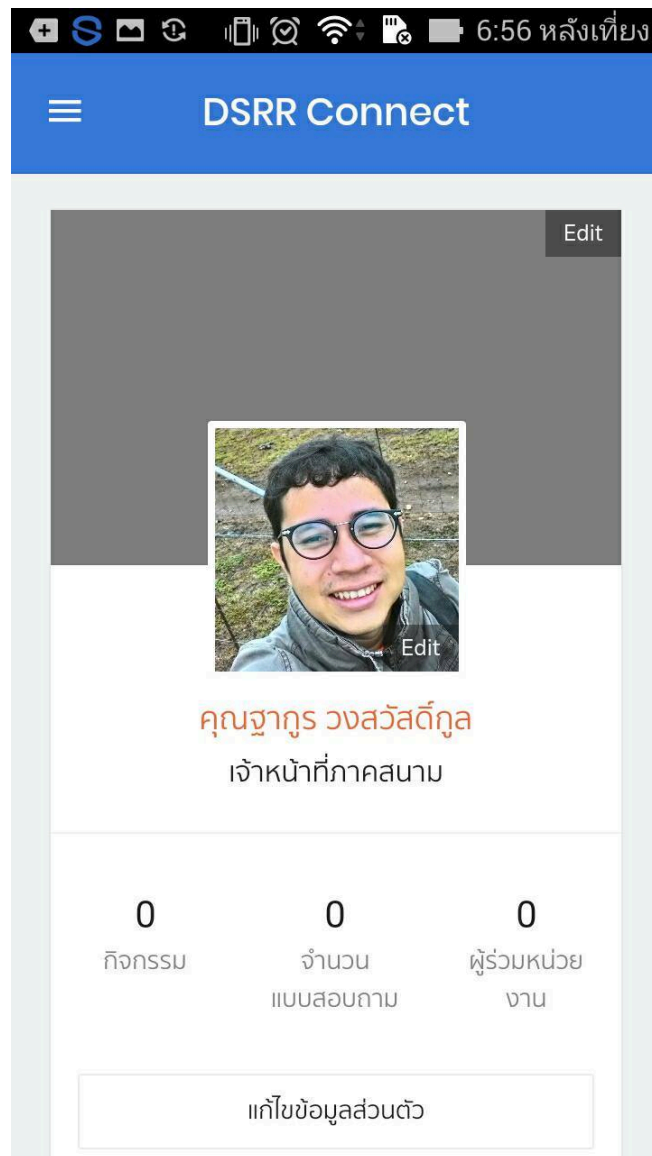 6:56 หลังเที่ยง
DSRR Connect
Edit
Edit
คุณฐากูร วงสวัสดิ์กูล
เจ้าหน้าที่ภาคสนาม
0 0 0
กิจกรรม จำนวน ผู้ร่วมหน่วย
แบบสอบถาม งาน
แก้ไขข้อมูลส่วนตัว